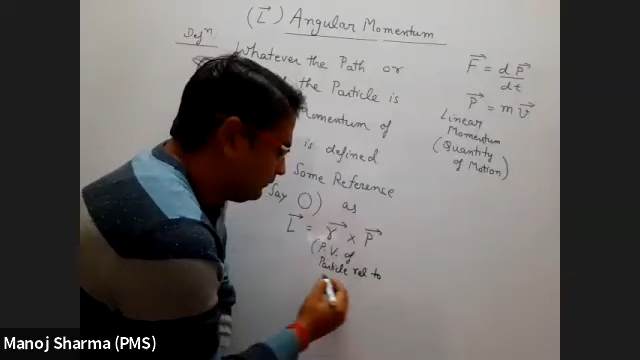 (L⃗) Angular Momentum
Defn.
Whatever the Path or
the Particle is
Momentum of
is defined
Some Reference
Say O) as
L⃗ = r⃗ × P⃗
(P.V. of
Particle rel to
F⃗ = dP⃗/dt
P⃗ = m v⃗
Linear
Momentum
(Quantity
of Motion)
Manoj Sharma (PMS)